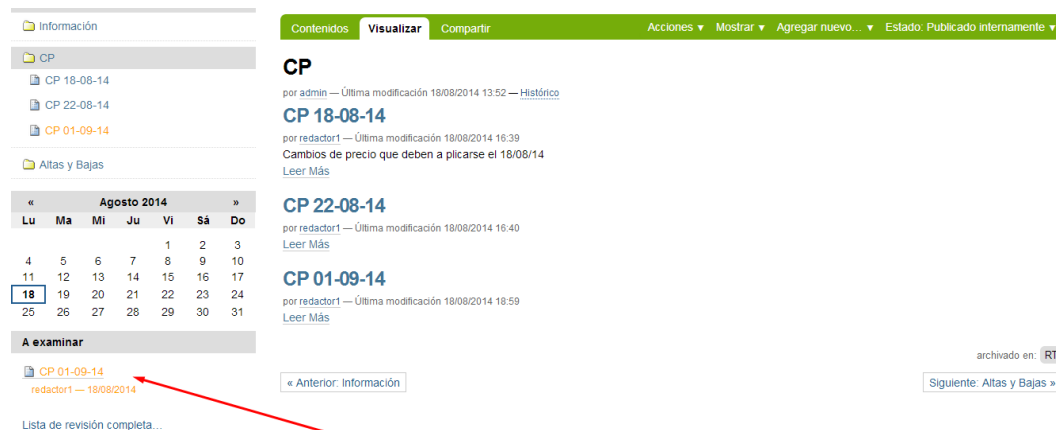 Información
CP
CP 18-08-14
CP 22-08-14
CP 01-09-14
Altas y Bajas
« Agosto 2014 »
Lu Ma Mi Ju Vi Sá Do
1 2 3
4 5 6 7 8 9 10
11 12 13 14 15 16 17
18 19 20 21 22 23 24
25 26 27 28 29 30 31
A examinar
CP 01-09-14
redactor1 — 18/08/2014
Lista de revisión completa...
Contenidos Visualizar Compartir Acciones ▼ Mostrar ▼ Agregar nuevo... ▼ Estado: Publicado internamente ▼
CP
por admin — Última modificación 18/08/2014 13:52 — Histórico
CP 18-08-14
por redactor1 — Última modificación 18/08/2014 16:39
Cambios de precio que deben a plicarse el 18/08/14
Leer Más
CP 22-08-14
por redactor1 — Última modificación 18/08/2014 16:40
Leer Más
CP 01-09-14
por redactor1 — Última modificación 18/08/2014 18:59
Leer Más
archivado en: RT
« Anterior: Información Siguiente: Altas y Bajas »